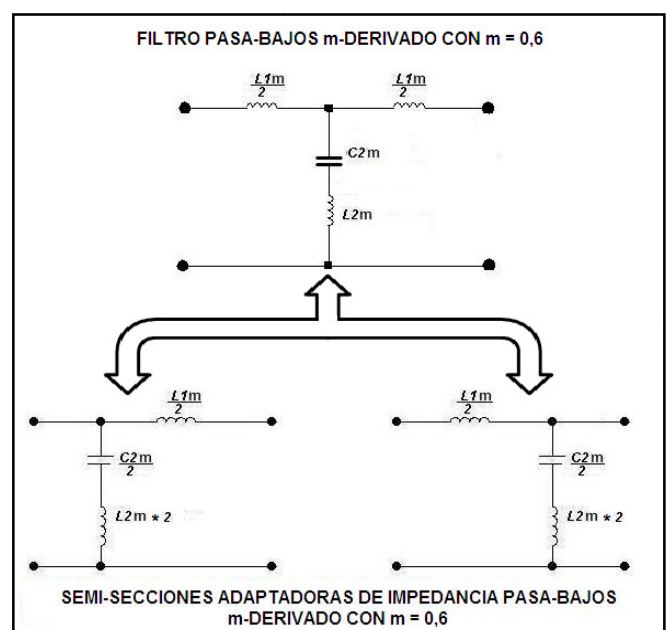 FILTRO PASA-BAJOS m-DERIVADO CON m = 0,6
L1m
2
L1m
2
C2m
L2m
L1m
2
C2m
2
L2m * 2
L1m
2
C2m
2
L2m * 2
SEMI-SECCIONES ADAPTADORAS DE IMPEDANCIA PASA-BAJOS
m-DERIVADO CON m = 0,6